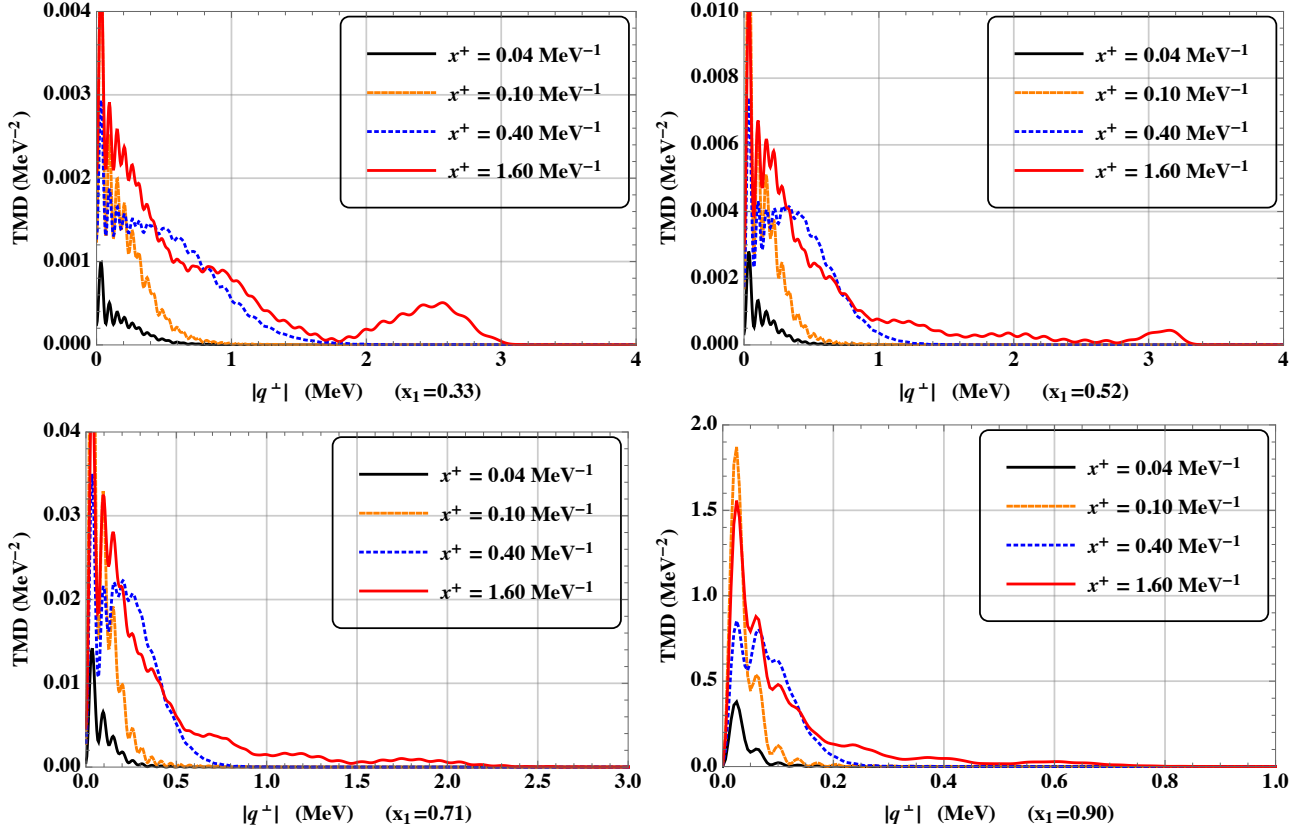 0.004
0.003
0.002
0.001
0.000
TMD (MeV⁻²)
x⁺ = 0.04 MeV⁻¹
x⁺ = 0.10 MeV⁻¹
x⁺ = 0.40 MeV⁻¹
x⁺ = 1.60 MeV⁻¹
0 1 2 3 4
|q⊥| (MeV) (x₁=0.33)
0.010
0.008
0.006
0.004
0.002
0.000
TMD (MeV⁻²)
x⁺ = 0.04 MeV⁻¹
x⁺ = 0.10 MeV⁻¹
x⁺ = 0.40 MeV⁻¹
x⁺ = 1.60 MeV⁻¹
0 1 2 3 4
|q⊥| (MeV) (x₁=0.52)
0.04
0.03
0.02
0.01
0.00
TMD (MeV⁻²)
x⁺ = 0.04 MeV⁻¹
x⁺ = 0.10 MeV⁻¹
x⁺ = 0.40 MeV⁻¹
x⁺ = 1.60 MeV⁻¹
0.0 0.5 1.0 1.5 2.0 2.5 3.0
|q⊥| (MeV) (x₁=0.71)
2.0
1.5
1.0
0.5
0.0
TMD (MeV⁻²)
x⁺ = 0.04 MeV⁻¹
x⁺ = 0.10 MeV⁻¹
x⁺ = 0.40 MeV⁻¹
x⁺ = 1.60 MeV⁻¹
0.0 0.2 0.4 0.6 0.8 1.0
|q⊥| (MeV) (x₁=0.90)